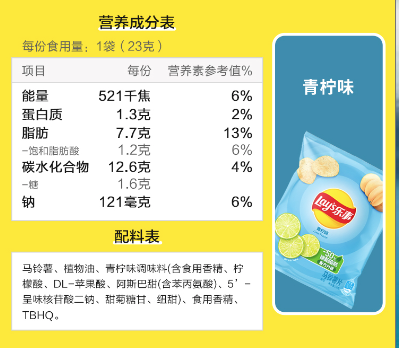 营养成分表
每份食用量：1袋（23克）
项目 每份 营养素参考值%
能量 521千焦 6%
蛋白质 1.3克 2%
脂肪 7.7克 13%
–饱和脂肪酸 1.2克 6%
碳水化合物 12.6克 4%
–糖 1.6克
钠 121毫克 6%
配料表
马铃薯、植物油、青柠味调味料(含食用香精、柠
檬酸、DL-苹果酸、阿斯巴甜(含苯丙氨酸)、5’-
呈味核苷酸二钠、甜菊糖甘、纽甜)、食用香精、
TBHQ。
青柠味
Lay's乐事